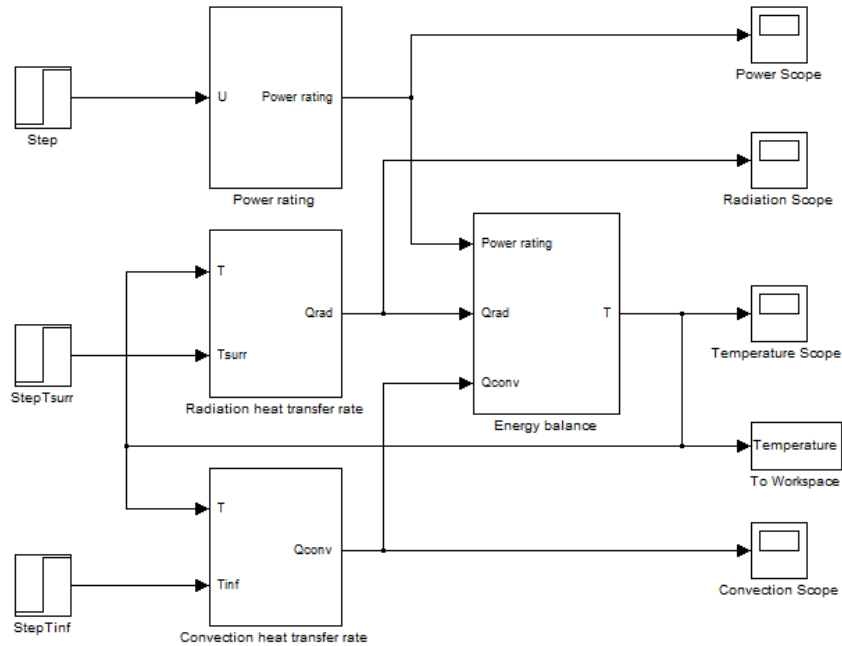 Power Scope
U
Power rating
Step
Power rating
Radiation Scope
Power rating
T
Qrad
Qrad
T
Tsurr
Temperature Scope
StepTsurr
Qconv
Radiation heat transfer rate
Energy balance
Temperature
To Workspace
T
Qconv
Tinf
Convection Scope
StepTinf
Convection heat transfer rate